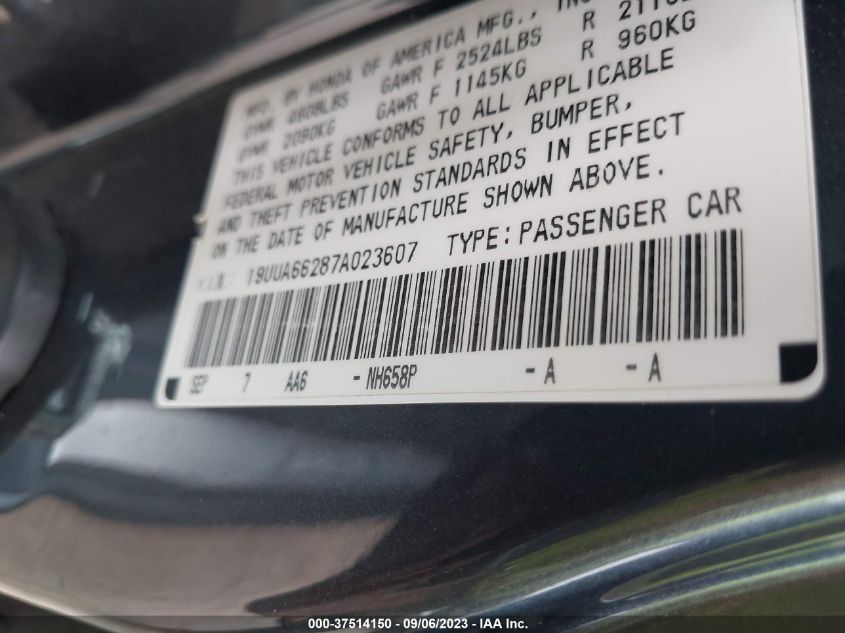 MFD. BY HONDA OF AMERICA MFG., INC
GVWR 4608LBS GAWR F 2524LBS R
GVWR 2090KG GAWR F 1145KG R 960KG
THIS VEHICLE CONFORMS TO ALL APPLICABLE
FEDERAL MOTOR VEHICLE SAFETY, BUMPER,
AND THEFT PREVENTION STANDARDS IN EFFECT
ON THE DATE OF MANUFACTURE SHOWN ABOVE.
V.I.N.: 19UUA66287A023607 TYPE: PASSENGER CAR
SEP 7 AA6 - NH658P - A - A
000-37514150 - 09/06/2023 - IAA Inc.